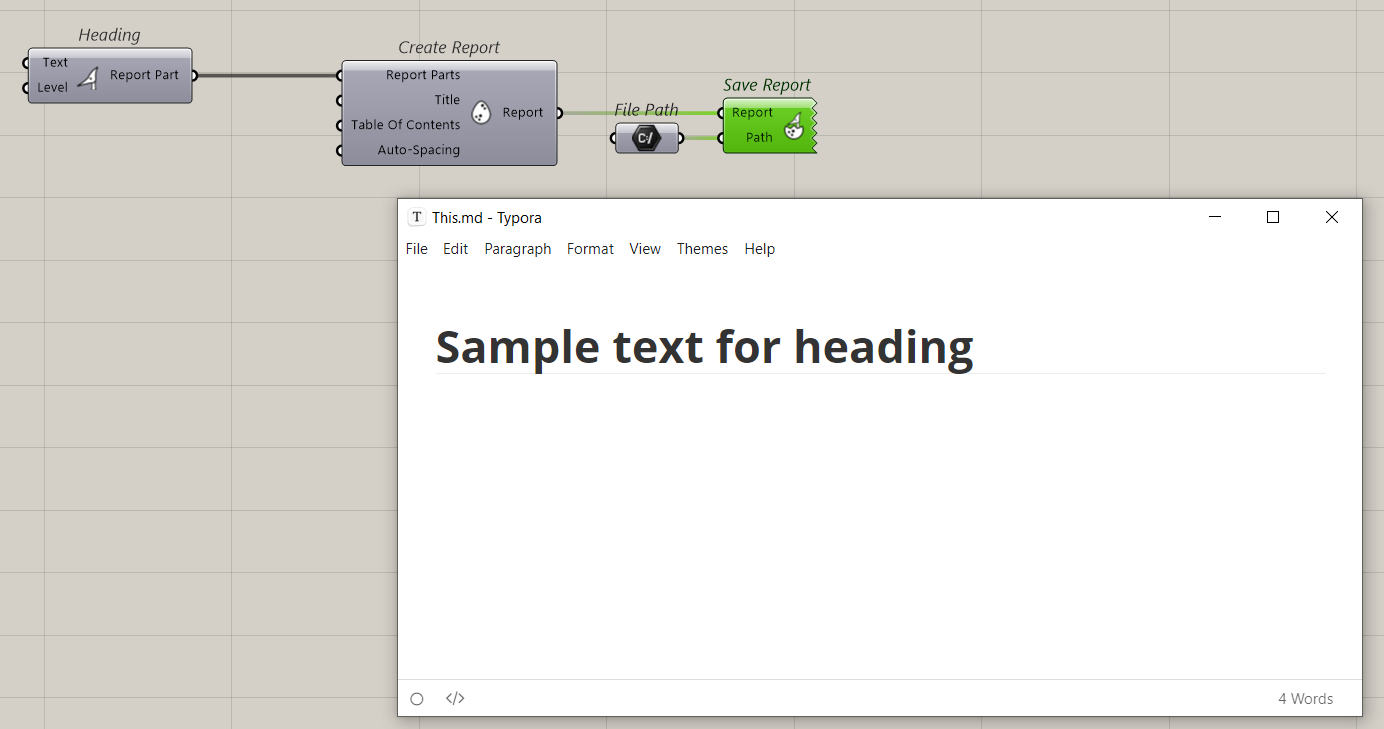 Heading
Text
Level
Report Part
Create Report
Report Parts
Title
Table Of Contents
Auto-Spacing
Report
File Path
C:/
Save Report
Report
Path
T This.md - Typora
File Edit Paragraph Format View Themes Help
Sample text for heading
</> 4 Words